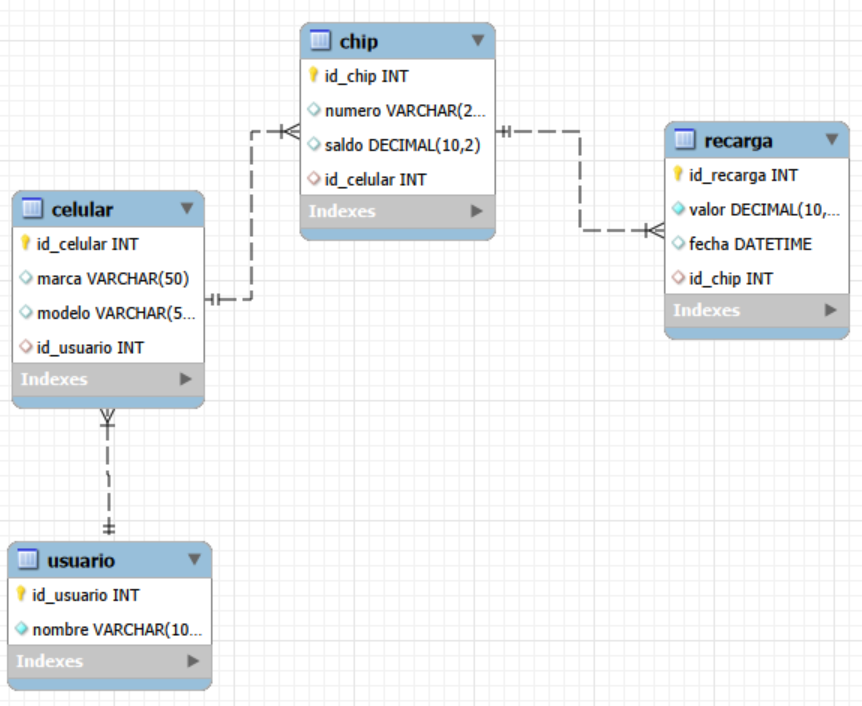 chip
id_chip INT
numero VARCHAR(2...
saldo DECIMAL(10,2)
id_celular INT
Indexes
recarga
id_recarga INT
valor DECIMAL(10,...
fecha DATETIME
id_chip INT
Indexes
celular
id_celular INT
marca VARCHAR(50)
modelo VARCHAR(5...
id_usuario INT
Indexes
usuario
id_usuario INT
nombre VARCHAR(10...
Indexes